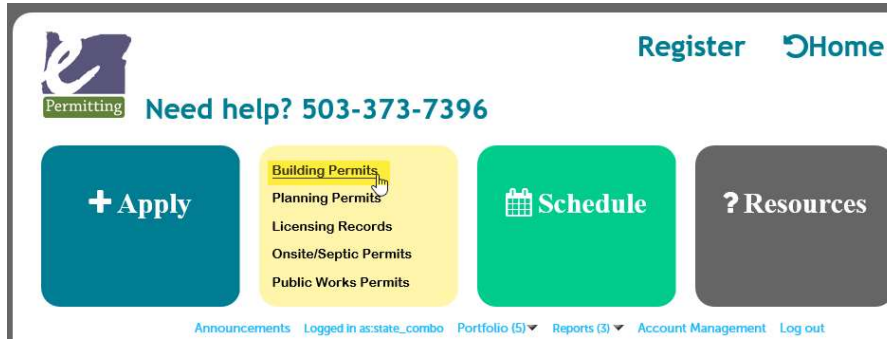 Register Home
Permitting
Need help? 503-373-7396
+ Apply
Building Permits
Planning Permits
Licensing Records
Onsite/Septic Permits
Public Works Permits
Schedule
? Resources
Announcements Logged in as:state_combo Portfolio (5) Reports (3) Account Management Log out